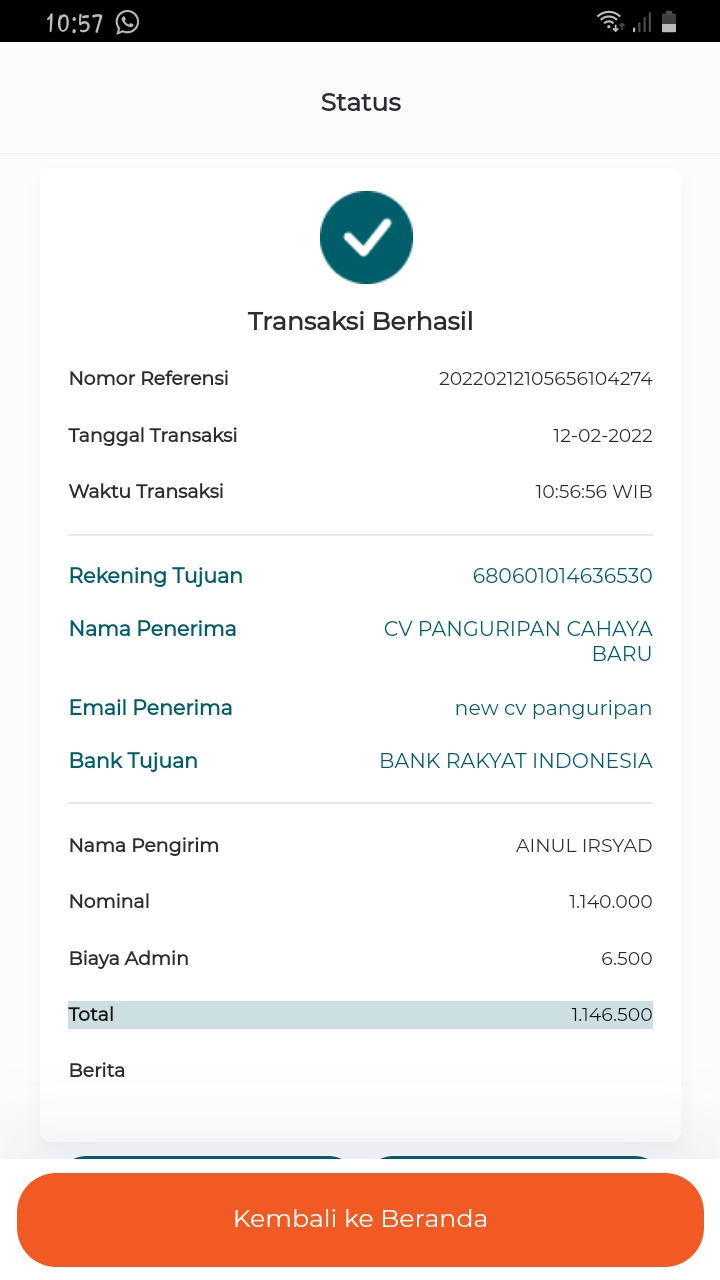 10:57
Status
Transaksi Berhasil
Nomor Referensi 20220212105656104274
Tanggal Transaksi 12-02-2022
Waktu Transaksi 10:56:56 WIB
Rekening Tujuan 680601014636530
Nama Penerima CV PANGURIPAN CAHAYA
BARU
Email Penerima new cv panguripan
Bank Tujuan BANK RAKYAT INDONESIA
Nama Pengirim AINUL IRSYAD
Nominal 1.140.000
Biaya Admin 6.500
Total 1.146.500
Berita
Kembali ke Beranda